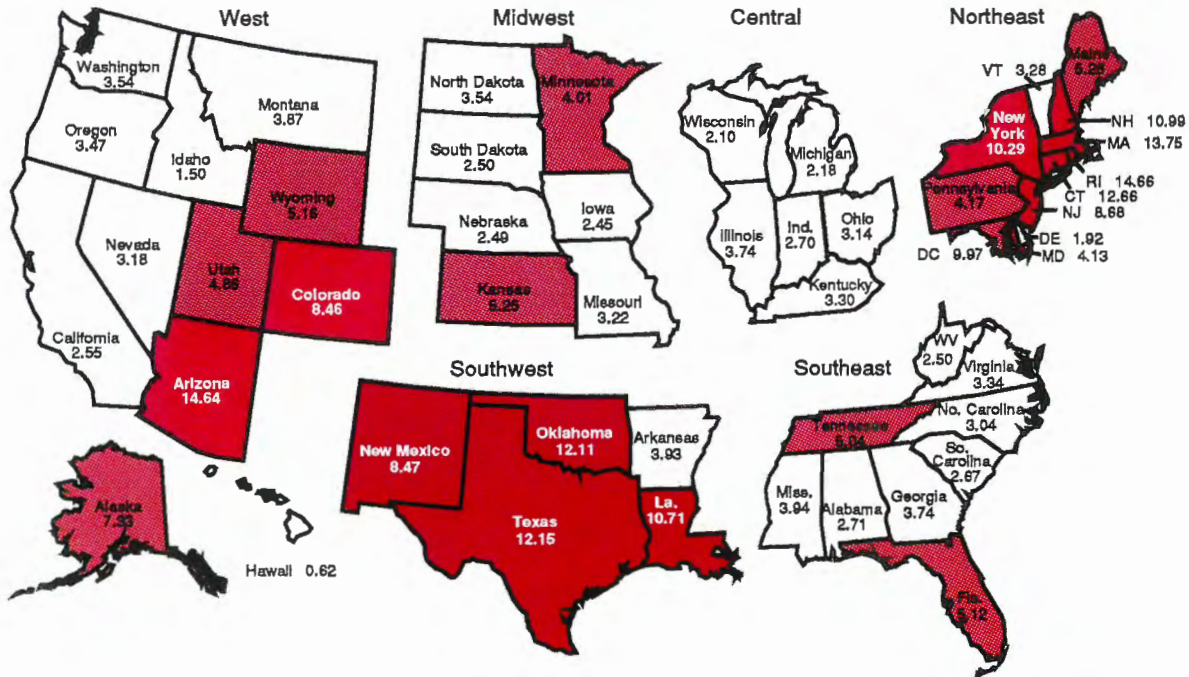 West
Washington
3.54
Oregon
3.47
Idaho
1.50
Montana
3.87
Wyoming
5.16
Nevada
3.18
Utah
4.86
Colorado
8.46
California
2.55
Arizona
14.64
Alaska
7.33
Hawaii 0.62
Midwest
North Dakota
3.54
Minnesota
4.01
South Dakota
2.50
Nebraska
2.49
Iowa
2.45
Kansas
5.25
Missouri
3.22
Central
Wisconsin
2.10
Michigan
2.18
Illinois
3.74
Ind.
2.70
Ohio
3.14
Kentucky
3.30
Northeast
VT 3.28
Maine
5.28
New
York
10.29
NH 10.99
MA 13.75
RI 14.66
CT 12.66
NJ 8.68
Pennsylvania
4.17
DE 1.92
MD 4.13
DC 9.97
Southwest
New Mexico
8.47
Oklahoma
12.11
Arkansas
3.93
Texas
12.15
La.
10.71
Southeast
WV
2.50
Virginia
3.34
No. Carolina
3.04
Tennessee
5.04
So.
Carolina
2.67
Miss.
3.94
Alabama
2.71
Georgia
3.74
Fla.
5.12